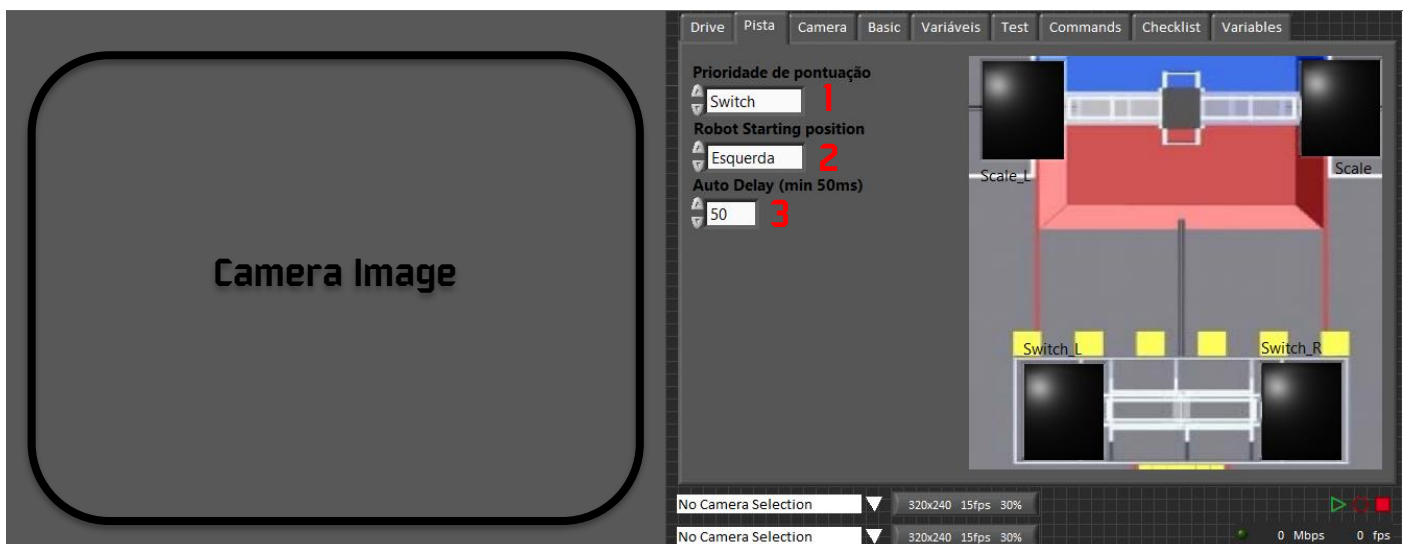 Drive Pista Camera Basic Variáveis Test Commands Checklist Variables
Prioridade de pontuação
Switch 1
Robot Starting position
Esquerda 2
Auto Delay (min 50ms)
50 3
Camera Image
Scale_L
Scale
Switch_L
Switch_R
No Camera Selection 320x240 15fps 30%
No Camera Selection 320x240 15fps 30%
0 Mbps 0 fps